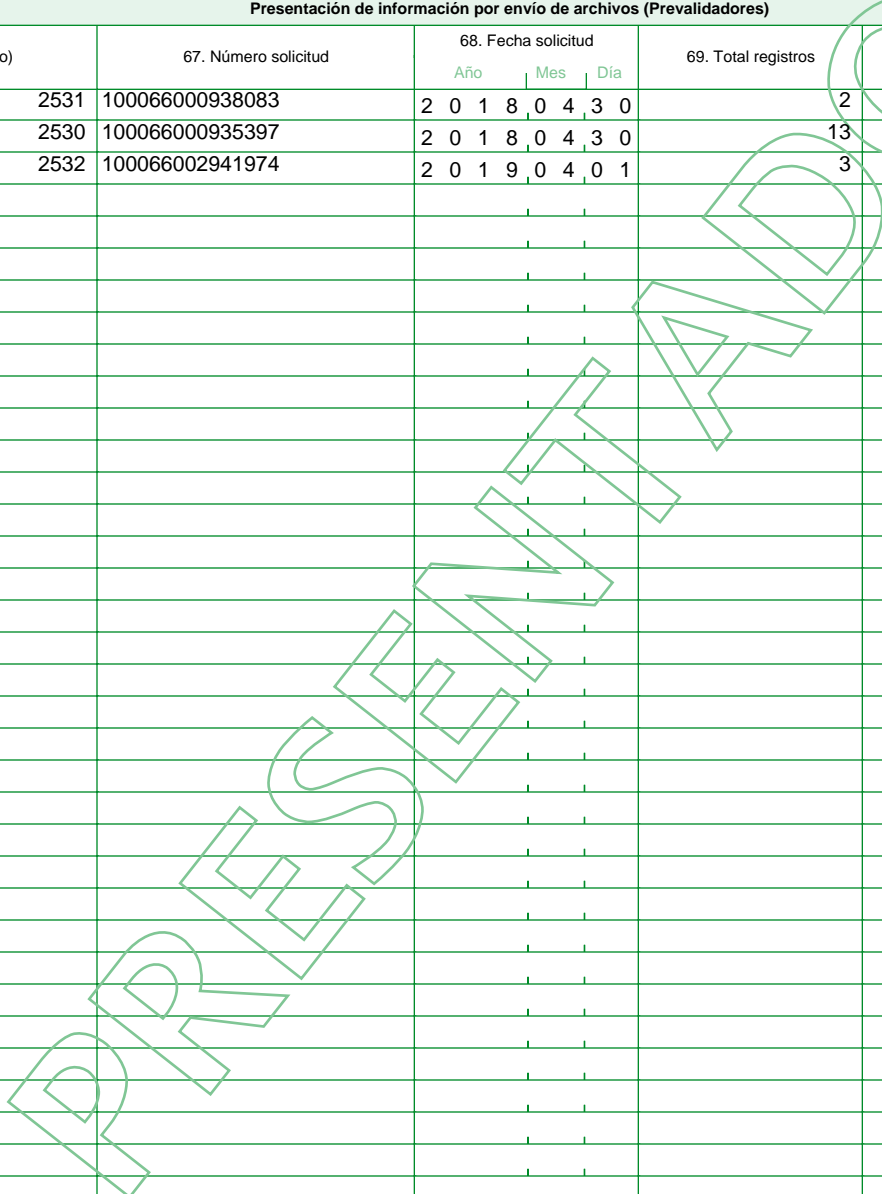 Presentación de información por envío de archivos (Prevalidadores)
o) 67. Número solicitud 68. Fecha solicitud 69. Total registros
Año Mes Día
2531 100066000938083 2 0 1 8 0 4 3 0 2
2530 100066000935397 2 0 1 8 0 4 3 0 13
2532 100066002941974 2 0 1 9 0 4 0 1 3
PRESENTADO